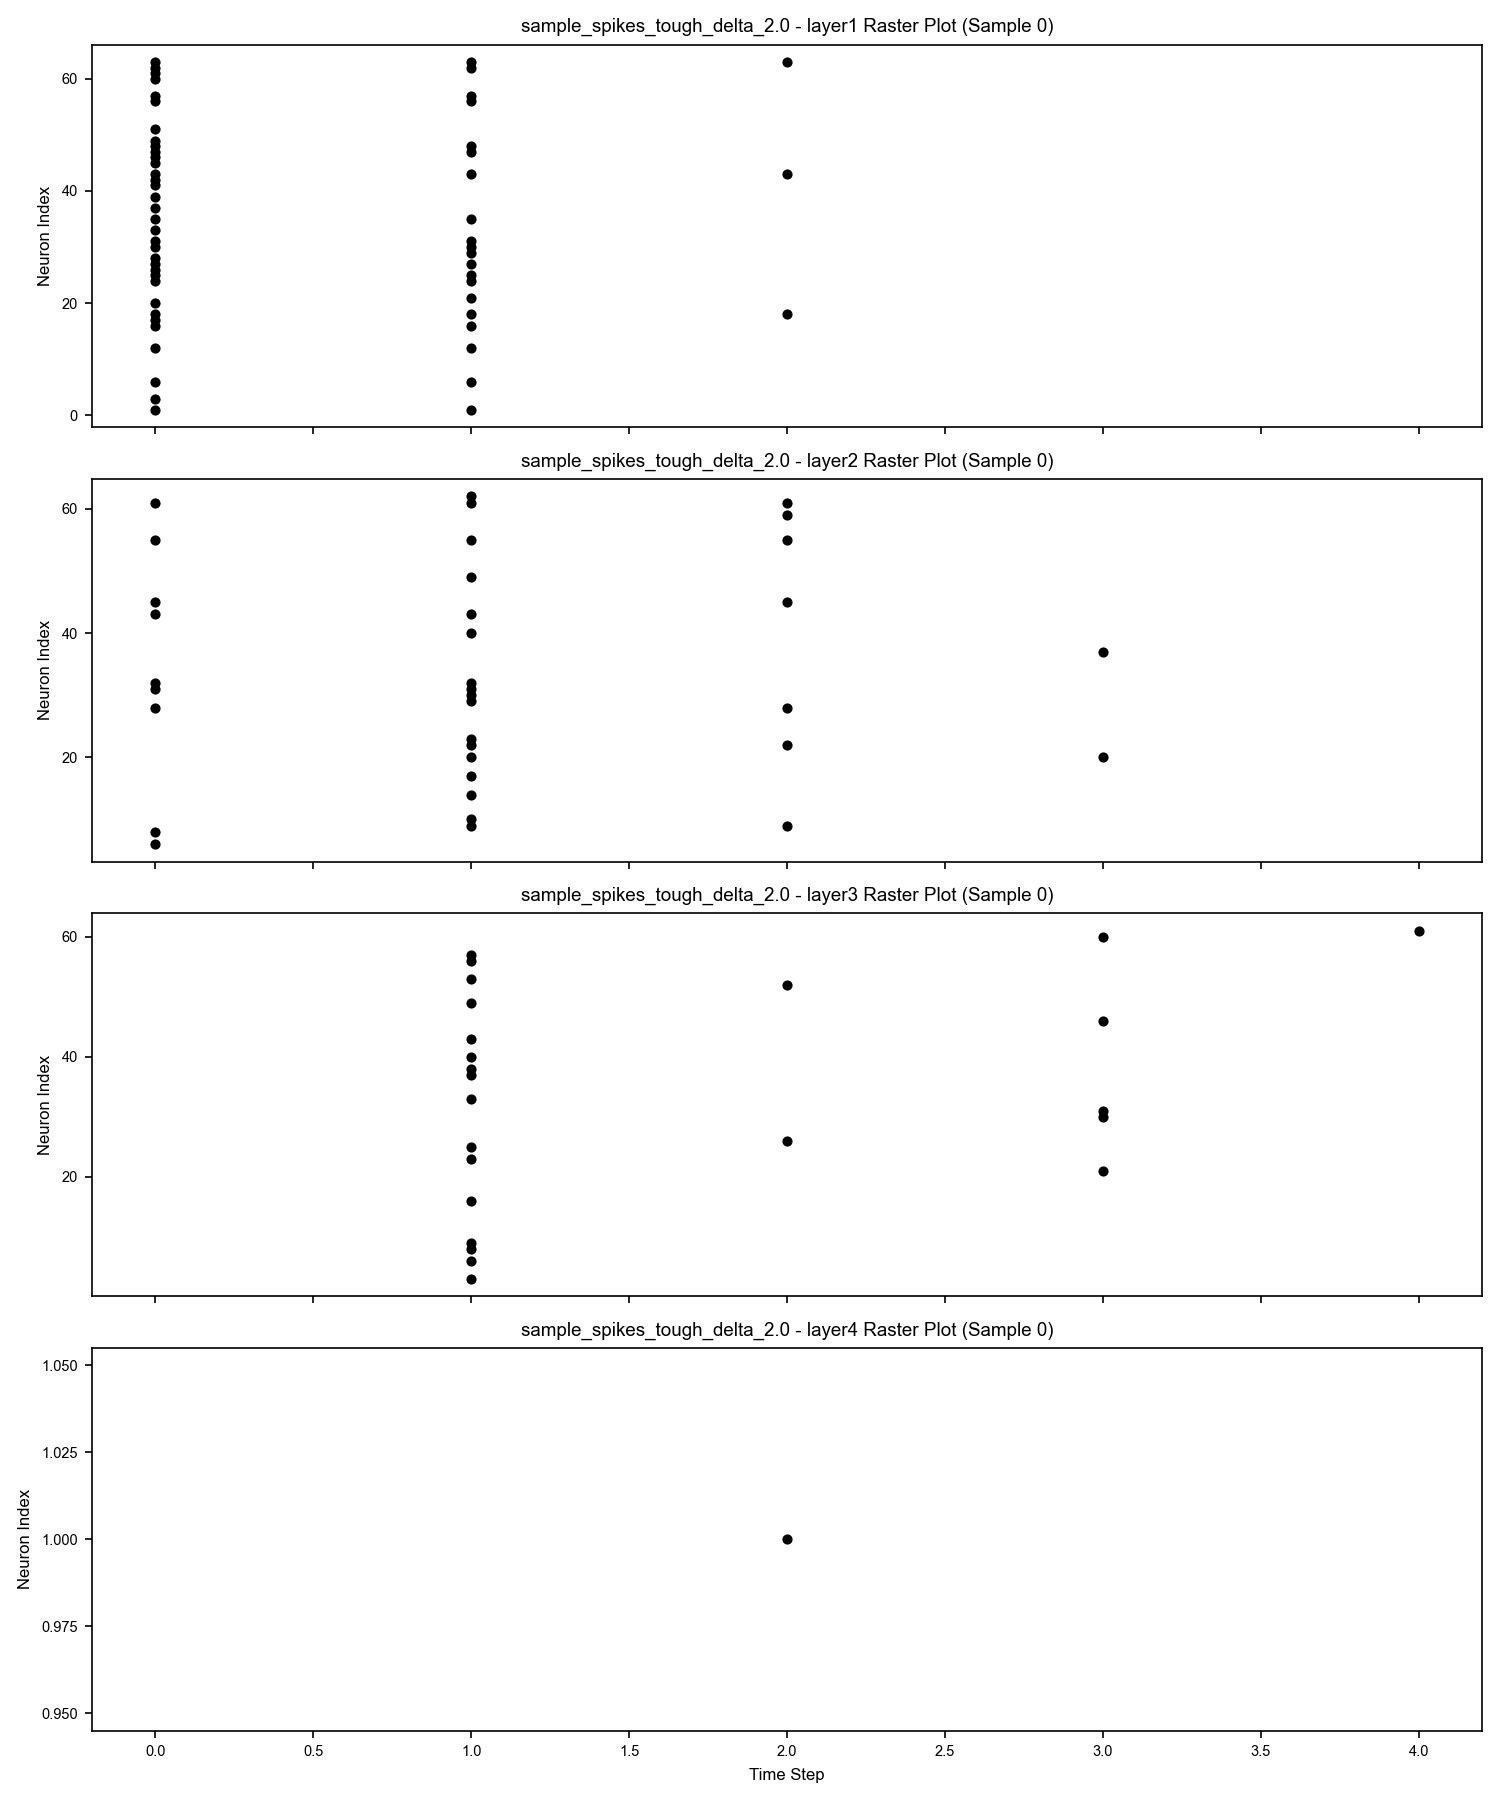 sample_spikes_tough_delta_2.0 - layer1 Raster Plot (Sample 0)
60
40
20
0
Neuron Index
sample_spikes_tough_delta_2.0 - layer2 Raster Plot (Sample 0)
60
40
20
Neuron Index
sample_spikes_tough_delta_2.0 - layer3 Raster Plot (Sample 0)
60
40
20
Neuron Index
sample_spikes_tough_delta_2.0 - layer4 Raster Plot (Sample 0)
1.050
1.025
1.000
0.975
0.950
Neuron Index
0.0 0.5 1.0 1.5 2.0 2.5 3.0 3.5 4.0
Time Step